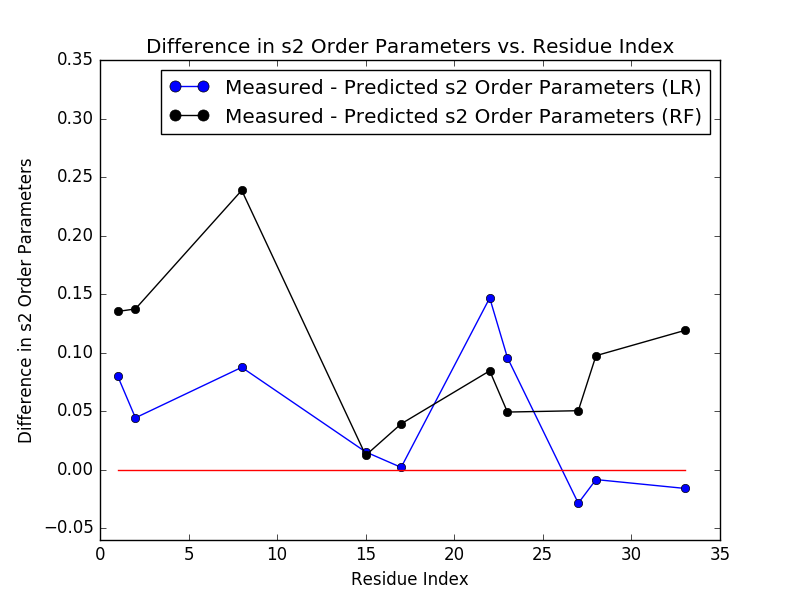 Difference in s2 Order Parameters vs. Residue Index
Measured - Predicted s2 Order Parameters (LR)
Measured - Predicted s2 Order Parameters (RF)
Difference in s2 Order Parameters
0.35
0.30
0.25
0.20
0.15
0.10
0.05
0.00
−0.05
0 5 10 15 20 25 30 35
Residue Index